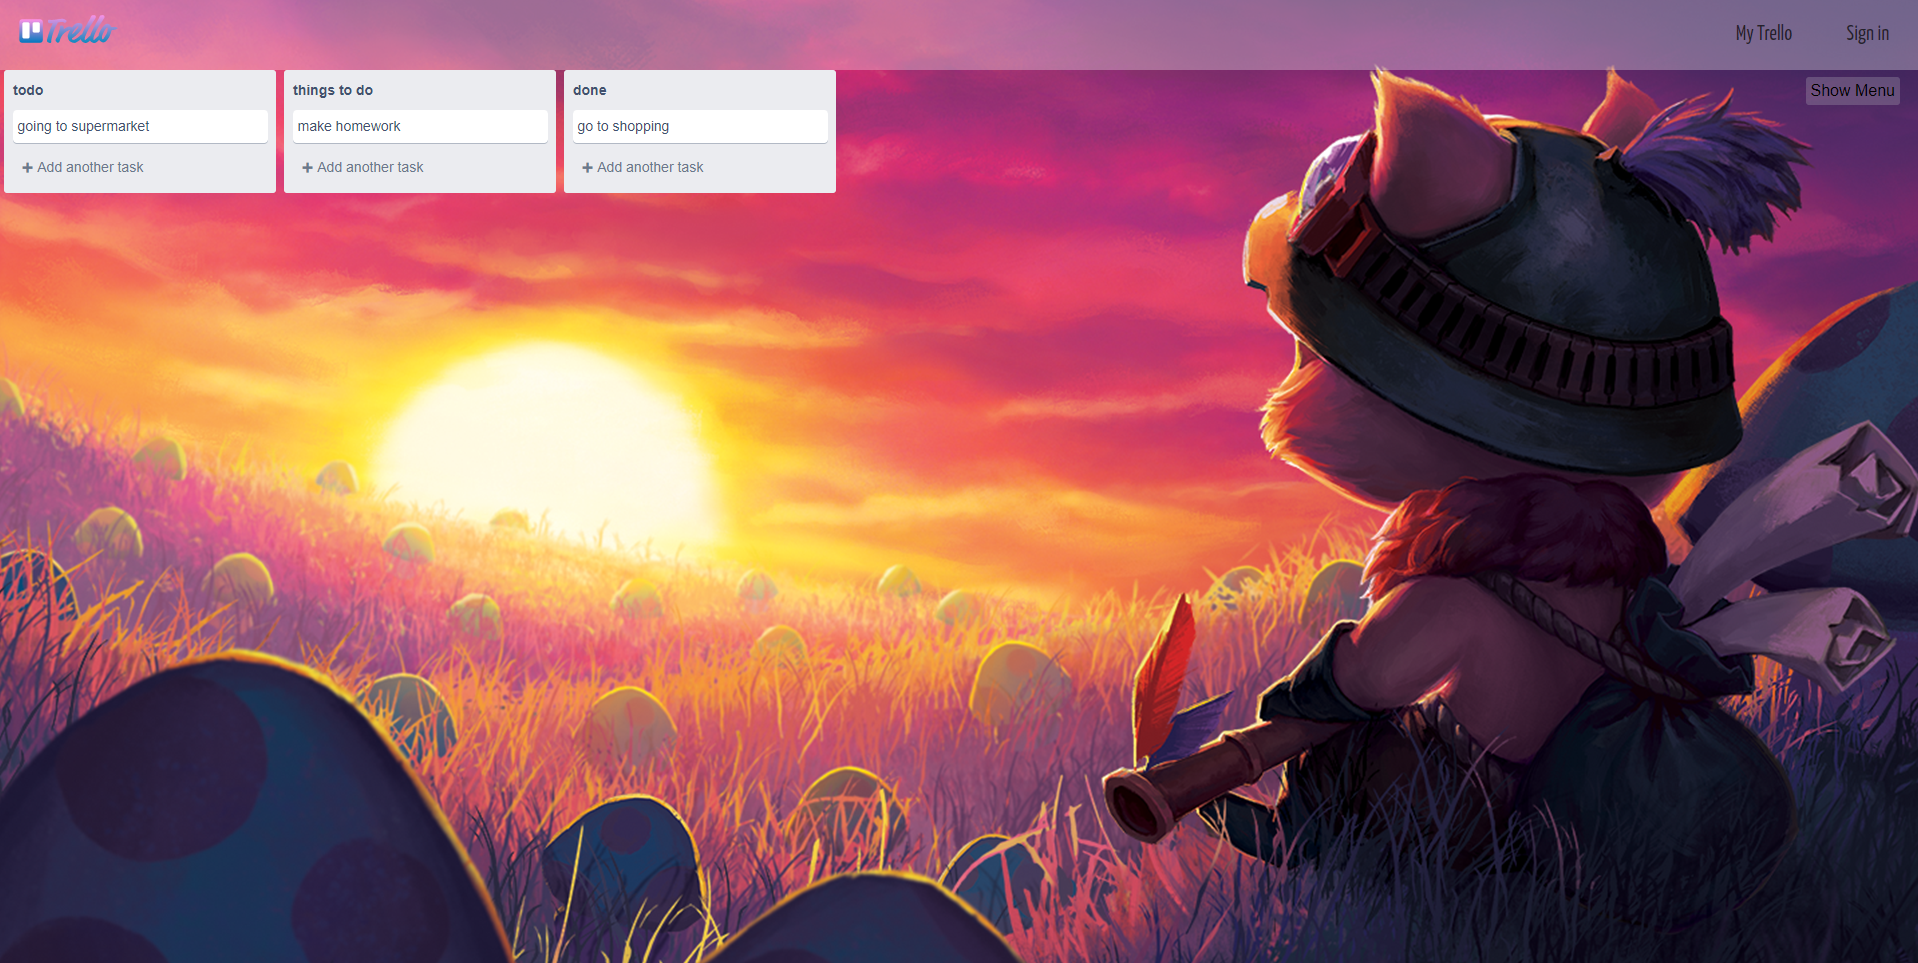 Trello
My Trello
Sign in
Show Menu
todo
going to supermarket
Add another task
things to do
make homework
Add another task
done
go to shopping
Add another task